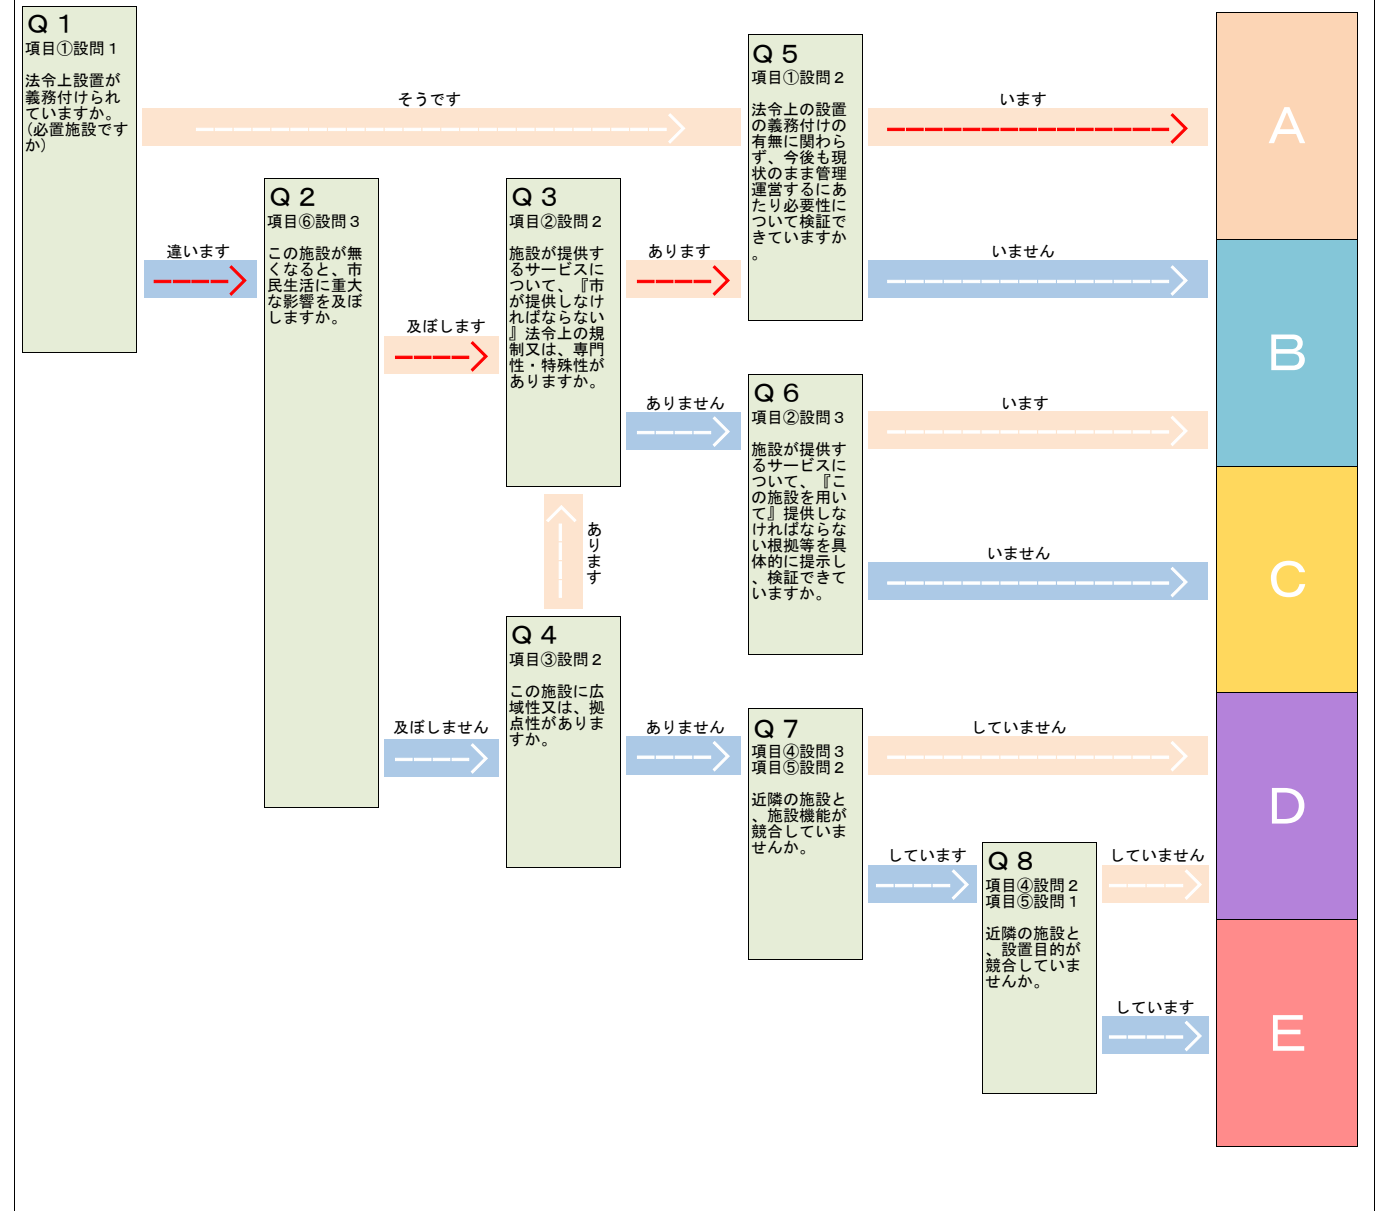 Ｑ１
項目①設問１
法令上設置が
義務付けられ
ていますか。
（必置施設です
か）
そうです
違います
Ｑ２
項目⑥設問３
この施設が無
くなると、市
民生活に重大
な影響を及ぼ
しますか。
及ぼします
及ぼしません
Ｑ３
項目②設問２
施設が提供す
るサービスに
ついて、『市
が提供しなけ
ればならない
』法令上の規
制又は、専門
性・特殊性が
ありますか。
あります
ありません
あります
Ｑ４
項目③設問２
この施設に広
域性又は、拠
点性がありま
すか。
ありません
Ｑ５
項目①設問２
法令上の設置
の義務付けの
有無に関わら
ず、今後も現
状のまま管理
運営するにあ
たり必要性に
ついて検証で
きていますか
。
います
いません
Ｑ６
項目②設問３
施設が提供す
るサービスに
ついて、『こ
の施設を用い
て』提供しな
ければならな
い根拠等を具
体的に提示し
、検証できて
いますか。
います
いません
Ｑ７
項目④設問３
項目⑤設問２
近隣の施設と
、施設機能が
競合していま
せんか。
していません
しています
Ｑ８
項目④設問２
項目⑤設問１
近隣の施設と
、設置目的が
競合していま
せんか。
していません
しています
Ａ
Ｂ
Ｃ
Ｄ
Ｅ